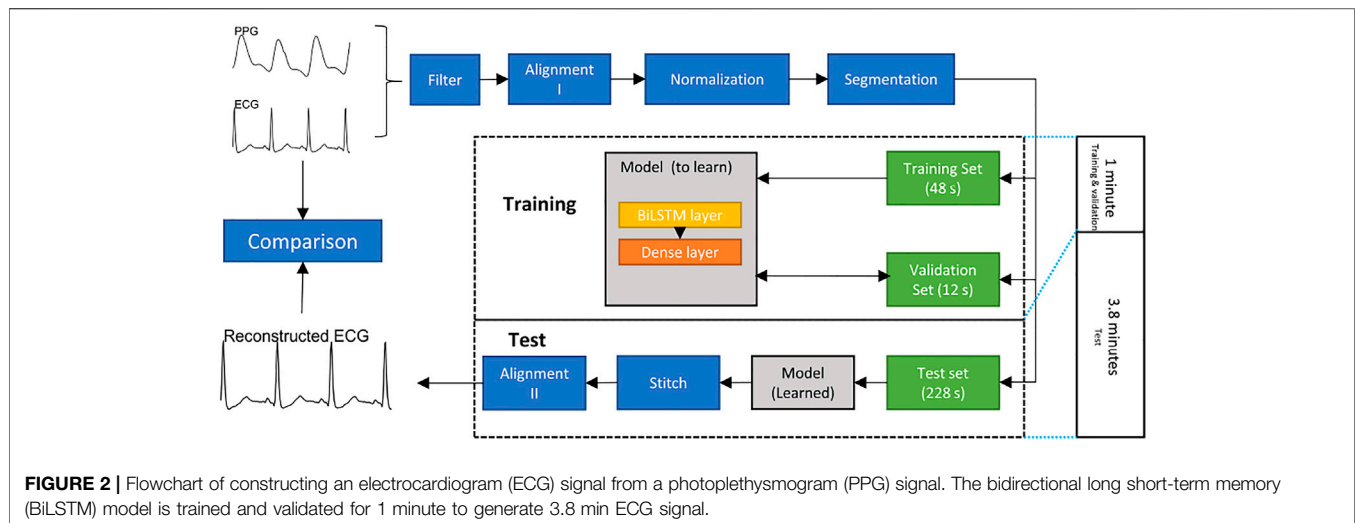 PPG
ECG
Filter
Alignment
I
Normalization
Segmentation
Training
Model (to learn)
BiLSTM layer
Dense layer
Training Set
(48 s)
Validation
Set (12 s)
1 minute
Training & validation
3.8 minutes
Test
Comparison
Reconstructed ECG
Test
Alignment
II
Stitch
Model
(Learned)
Test set
(228 s)
FIGURE 2 | Flowchart of constructing an electrocardiogram (ECG) signal from a photoplethysmogram (PPG) signal. The bidirectional long short-term memory
(BiLSTM) model is trained and validated for 1 minute to generate 3.8 min ECG signal.